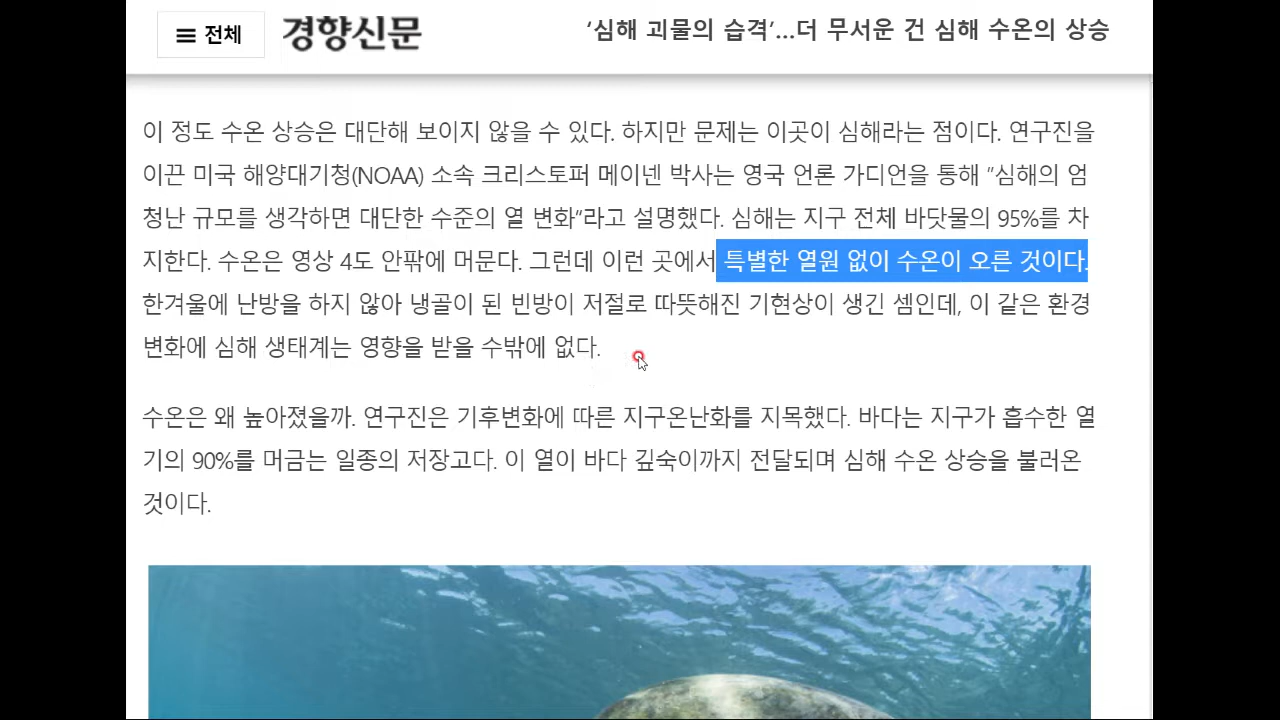 전체
경향신문
‘심해 괴물의 습격’...더 무서운 건 심해 수온의 상승
이 정도 수온 상승은 대단해 보이지 않을 수 있다. 하지만 문제는 이곳이 심해라는 점이다. 연구진을
이끈 미국 해양대기청(NOAA) 소속 크리스토퍼 메이넨 박사는 영국 언론 가디언을 통해 ”심해의 엄
청난 규모를 생각하면 대단한 수준의 열 변화”라고 설명했다. 심해는 지구 전체 바닷물의 95%를 차
지한다. 수온은 영상 4도 안팎에 머문다. 그런데 이런 곳에서 특별한 열원 없이 수온이 오른 것이다.
한겨울에 난방을 하지 않아 냉골이 된 빈방이 저절로 따뜻해진 기현상이 생긴 셈인데, 이 같은 환경
변화에 심해 생태계는 영향을 받을 수밖에 없다.
수온은 왜 높아졌을까. 연구진은 기후변화에 따른 지구온난화를 지목했다. 바다는 지구가 흡수한 열
기의 90%를 머금는 일종의 저장고다. 이 열이 바다 깊숙이까지 전달되며 심해 수온 상승을 불러온
것이다.